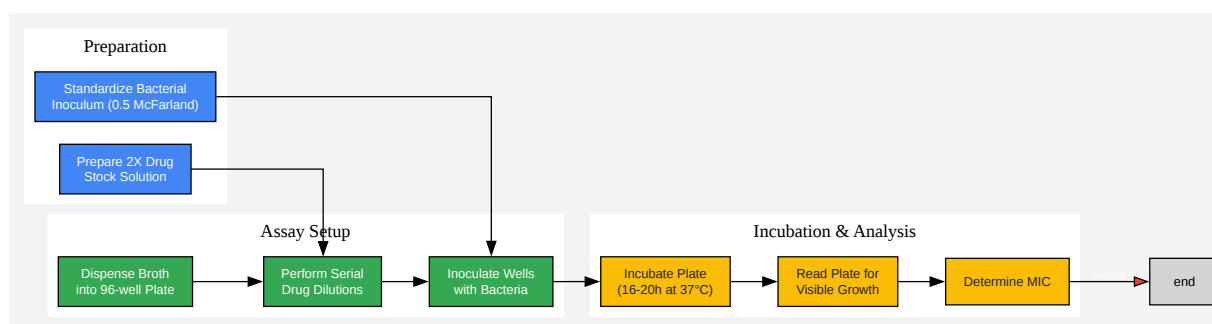 Preparation
Standardize Bacterial
Inoculum (0.5 McFarland)
Prepare 2X Drug
Stock Solution
Assay Setup
Dispense Broth
into 96-well Plate
Perform Serial
Drug Dilutions
Inoculate Wells
with Bacteria
Incubation & Analysis
Incubate Plate
(16-20h at 37°C)
Read Plate for
Visible Growth
Determine MIC
Result
end